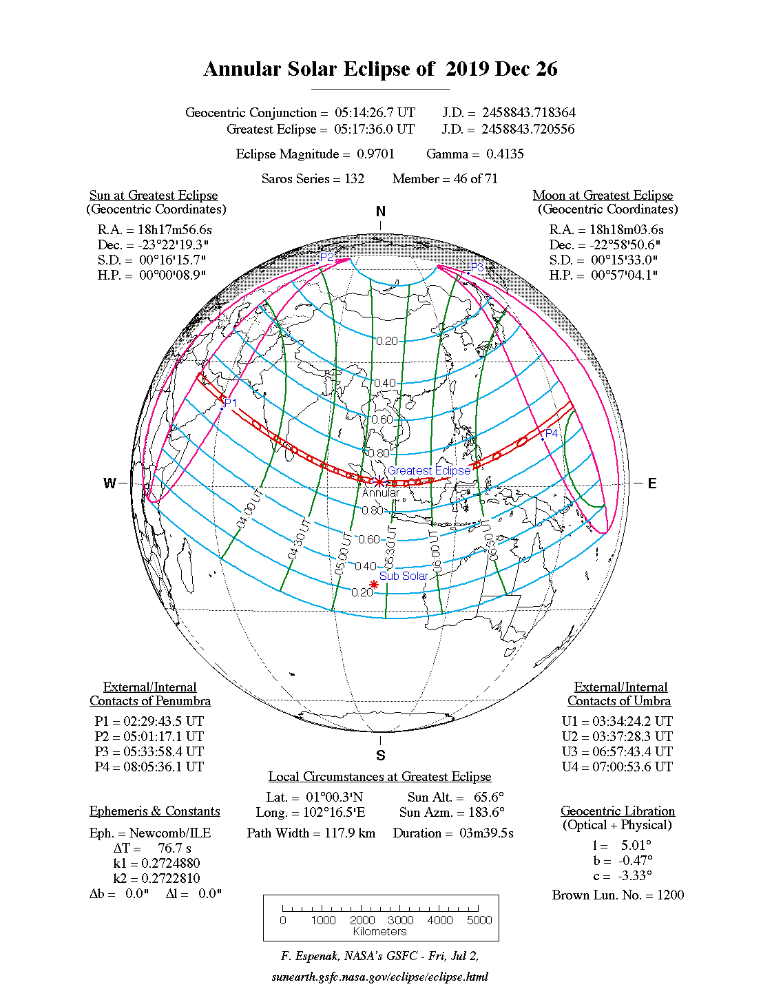 Annular Solar Eclipse of 2019 Dec 26
Geocentric Conjunction = 05:14:26.7 UT J.D. = 2458843.718364
Greatest Eclipse = 05:17:36.0 UT J.D. = 2458843.720556
Eclipse Magnitude = 0.9701 Gamma = 0.4135
Saros Series = 132 Member = 46 of 71
Sun at Greatest Eclipse
(Geocentric Coordinates)
R.A. = 18h17m56.6s
Dec. = -23°22'19.3"
S.D. = 00°16'15.7"
H.P. = 00°00'08.9"
Moon at Greatest Eclipse
(Geocentric Coordinates)
R.A. = 18h18m03.6s
Dec. = -22°58'50.6"
S.D. = 00°15'33.0"
H.P. = 00°57'04.1"
N
P2
P3
0.20
0.40
P1
0.60
P4
0.80
Greatest Eclipse
W
E
Annular
0.80
04:00 UT
04:30 UT
05:00 UT
05:30 UT
06:00 UT
06:30 UT
0.60
0.40
Sub Solar
0.20
S
External/Internal
Contacts of Penumbra
P1 = 02:29:43.5 UT
P2 = 05:01:17.1 UT
P3 = 05:33:58.4 UT
P4 = 08:05:36.1 UT
External/Internal
Contacts of Umbra
U1 = 03:34:24.2 UT
U2 = 03:37:28.3 UT
U3 = 06:57:43.4 UT
U4 = 07:00:53.6 UT
Local Circumstances at Greatest Eclipse
Lat. = 01°00.3'N Sun Alt. = 65.6°
Long. = 102°16.5'E Sun Azm. = 183.6°
Path Width = 117.9 km Duration = 03m39.5s
Ephemeris & Constants
Eph. = Newcomb/ILE
ΔT = 76.7 s
k1 = 0.2724880
k2 = 0.2722810
Δb = 0.0" Δl = 0.0"
Geocentric Libration
(Optical + Physical)
l = 5.01°
b = -0.47°
c = -3.33°
Brown Lun. No. = 1200
0 1000 2000 3000 4000 5000
Kilometers
F. Espenak, NASA's GSFC - Fri, Jul 2,
sunearth.gsfc.nasa.gov/eclipse/eclipse.html